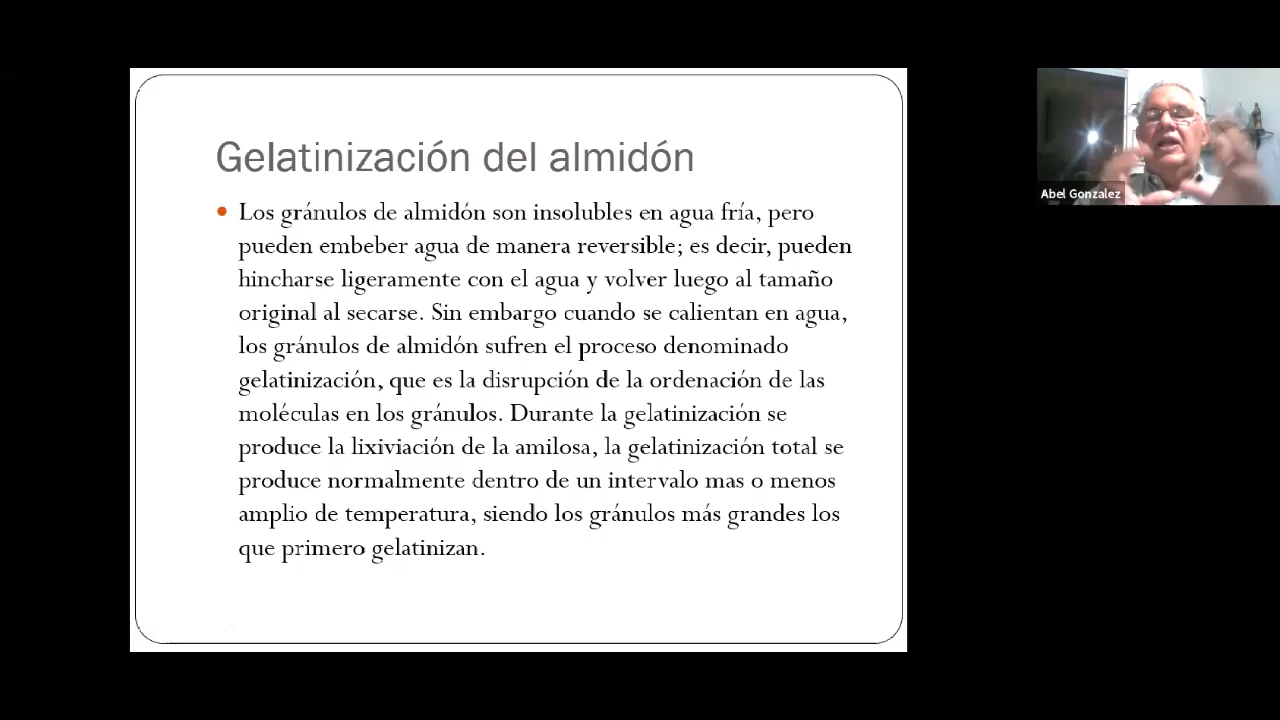 Gelatinización del almidón
Los gránulos de almidón son insolubles en agua fría, pero
pueden embeber agua de manera reversible; es decir, pueden
hincharse ligeramente con el agua y volver luego al tamaño
original al secarse. Sin embargo cuando se calientan en agua,
los gránulos de almidón sufren el proceso denominado
gelatinización, que es la disrupción de la ordenación de las
moléculas en los gránulos. Durante la gelatinización se
produce la lixiviación de la amilosa, la gelatinización total se
produce normalmente dentro de un intervalo mas o menos
amplio de temperatura, siendo los gránulos más grandes los
que primero gelatinizan.
Abel Gonzalez